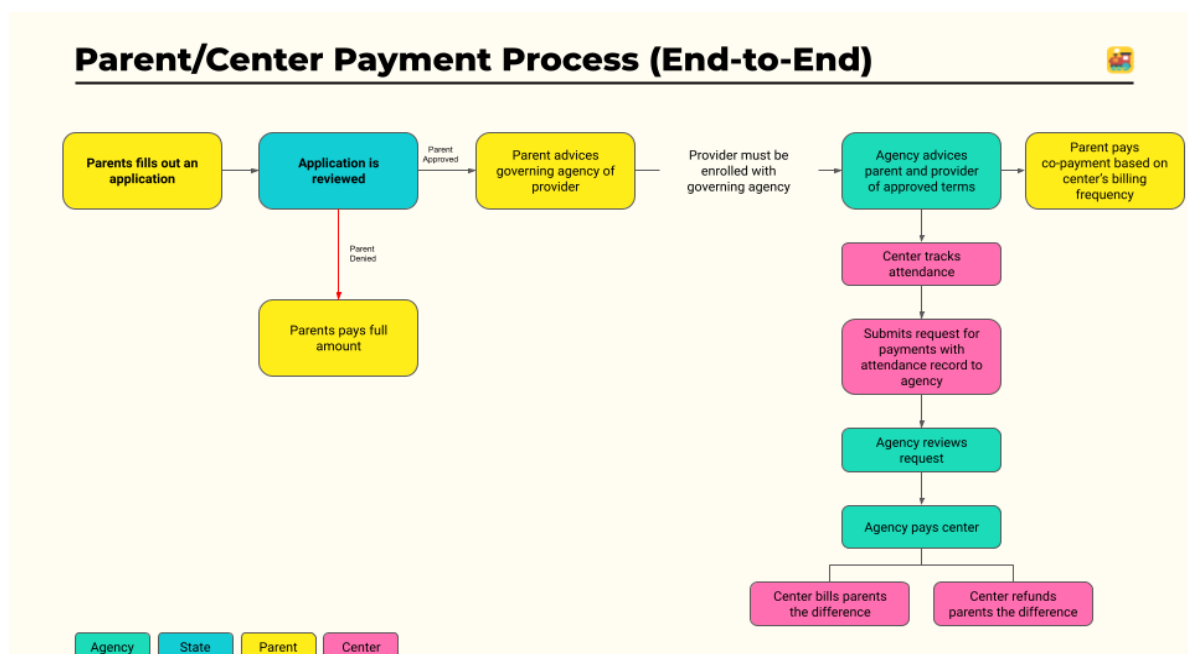 Parent/Center Payment Process (End-to-End)
Parents fills out an
application
Application is
reviewed
Parent
Approved
Parent advices
governing agency of
provider
Provider must be
enrolled with
governing agency
Agency advices
parent and provider
of approved terms
Parent pays
co-payment based on
center's billing
frequency
Parent
Denied
Parents pays full
amount
Center tracks
attendance
Submits request for
payments with
attendance record to
agency
Agency reviews
request
Agency pays center
Center bills parents
the difference
Center refunds
parents the difference
Agency
State
Parent
Center